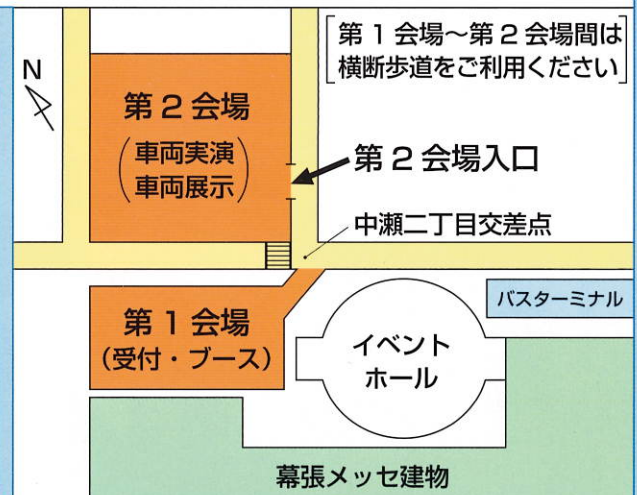 第1会場～第2会場間は
横断歩道をご利用ください
N
第2会場
車両実演
車両展示
第2会場入口
中瀬二丁目交差点
バスターミナル
第1会場
（受付・ブース）
イベント
ホール
幕張メッセ建物